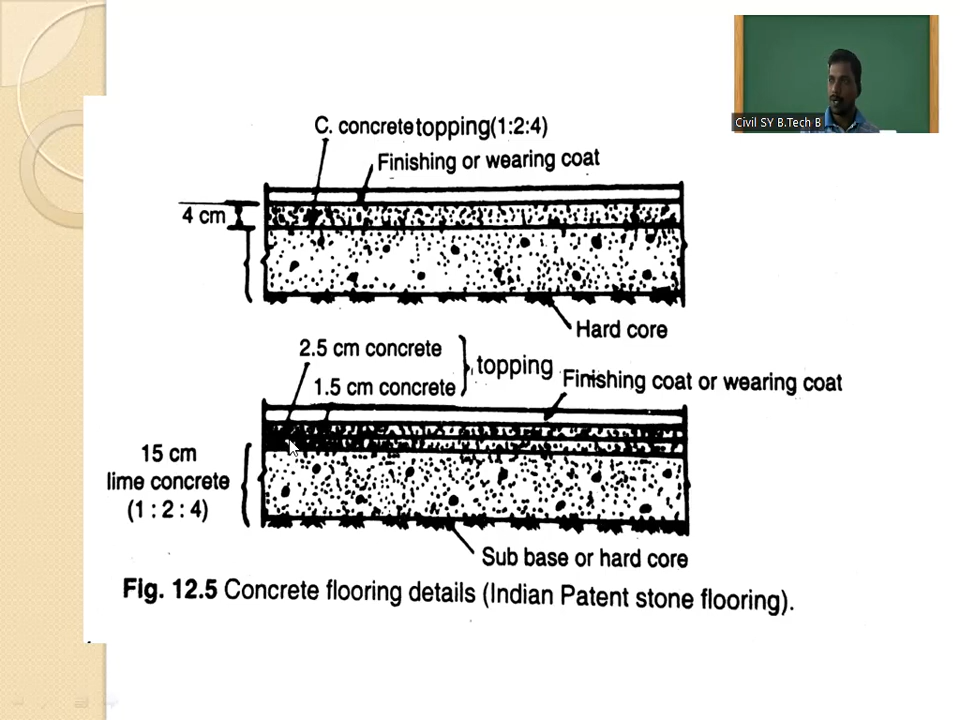 Civil SY B.Tech B
C. concrete topping (1:2:4)
Finishing or wearing coat
4 cm
Hard core
2.5 cm concrete
1.5 cm concrete
topping
Finishing coat or wearing coat
15 cm
lime concrete
(1 : 2 : 4)
Sub base or hard core
Fig. 12.5 Concrete flooring details (Indian Patent stone flooring).